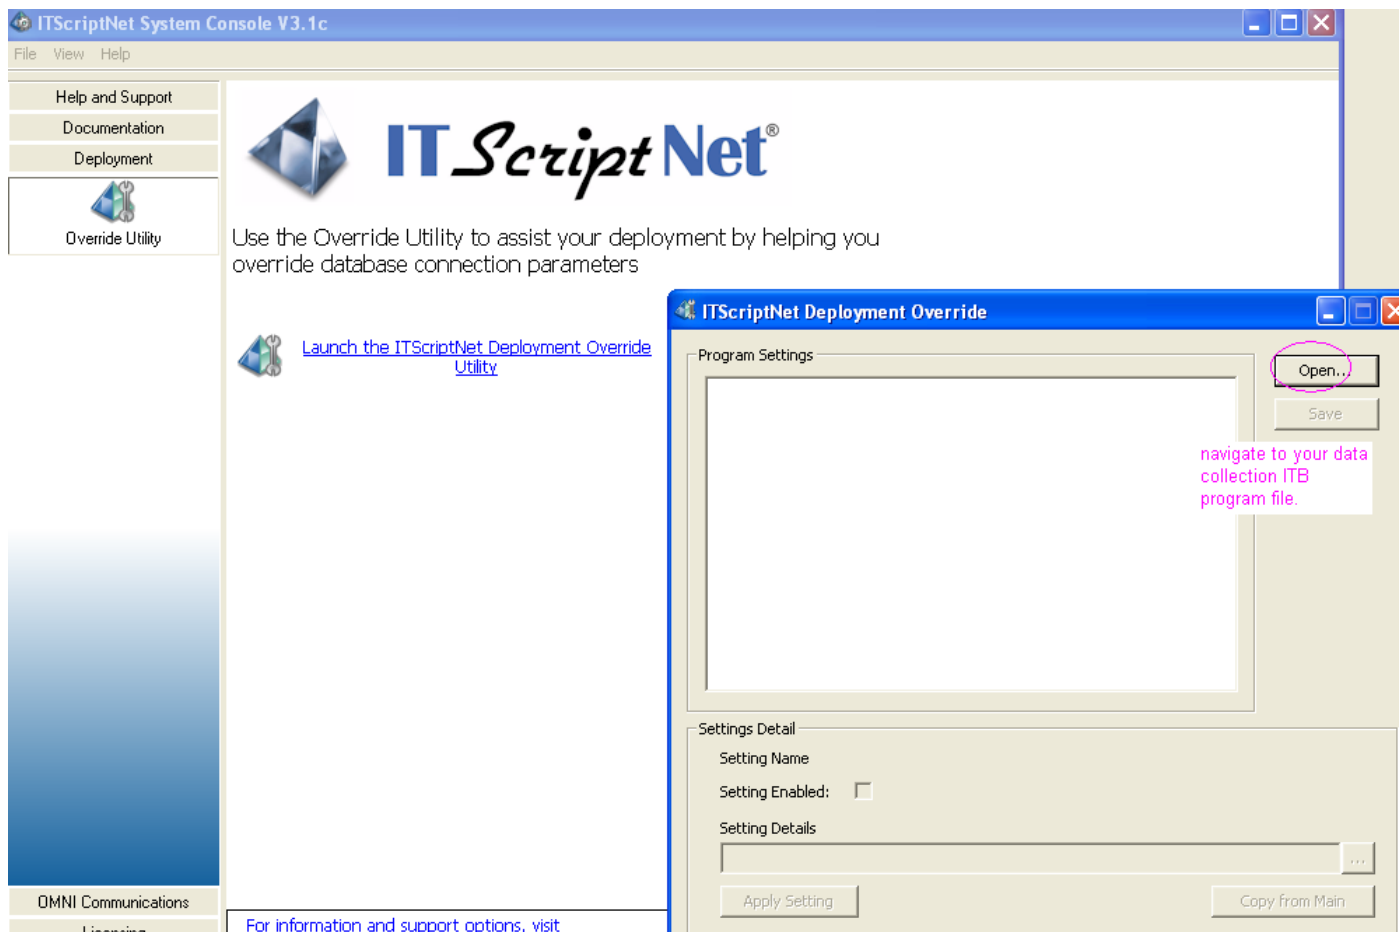 ITScriptNet System Console V3.1c
File View Help
Help and Support
Documentation
Deployment
Override Utility
IT Script Net®
Use the Override Utility to assist your deployment by helping you
override database connection parameters
Launch the ITScriptNet Deployment Override
Utility
ITScriptNet Deployment Override
Program Settings
Open...
Save
navigate to your data
collection ITB
program file.
Settings Detail
Setting Name
Setting Enabled:
Setting Details
...
Apply Setting
Copy from Main
OMNI Communications
Licensing
For information and support options, visit